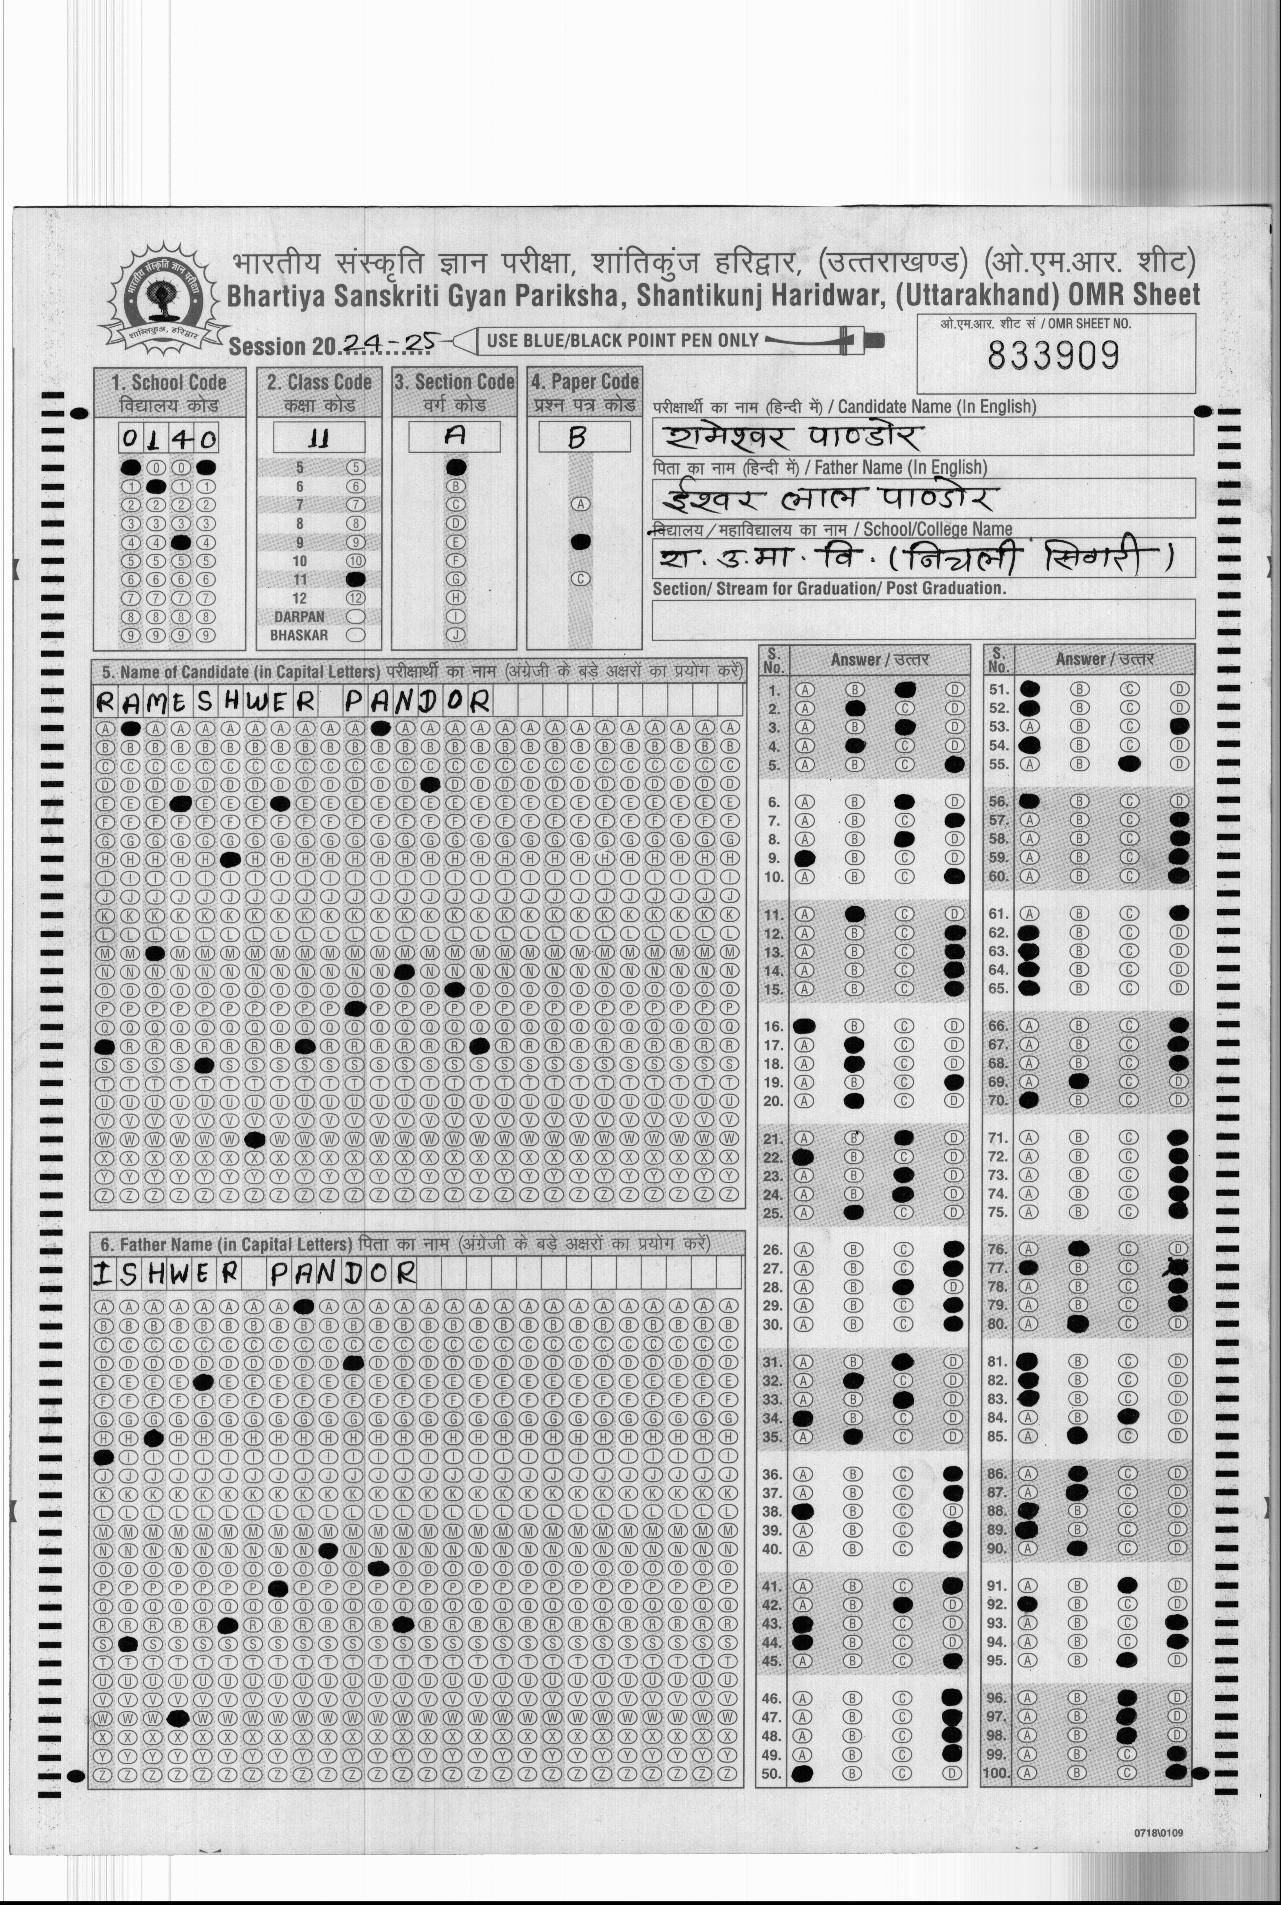 भारतीय संस्कृति ज्ञान परीक्षा, शांतिकुंज हरिद्वार, (उत्तराखण्ड) (ओ.एम.आर. शीट)
Bhartiya Sanskriti Gyan Pariksha, Shantikunj Haridwar, (Uttarakhand) OMR Sheet
Session 2024-25
USE BLUE/BLACK POINT PEN ONLY
ओ.एम.आर. शीट सं / OMR SHEET NO.
833909
1. School Code
विद्यालय कोड
0140
2. Class Code
कक्षा कोड
11
3. Section Code
वर्ग कोड
A
4. Paper Code
प्रश्न पत्र कोड
B
5
6
7
8
9
10
11
12
DARPAN
BHASKAR
परीक्षार्थी का नाम (हिन्दी में) / Candidate Name (In English)
रामेश्वर पाण्डोर
पिता का नाम (हिन्दी में) / Father Name (In English)
ईश्वर लाल पाण्डोर
विद्यालय / महाविद्यालय का नाम / School/College Name
रा. उ.मा. वि. (निचली सिगरी)
Section/ Stream for Graduation/ Post Graduation.
5. Name of Candidate (in Capital Letters) परीक्षार्थी का नाम (अंग्रेजी के बड़े अक्षरों का प्रयोग करें)
RAMESHWER PANDOR
6. Father Name (in Capital Letters) पिता का नाम (अंग्रेजी के बड़े अक्षरों का प्रयोग करें)
ISHWER PANDOR
S. No.
Answer / उत्तर
S. No.
Answer / उत्तर
0718\0109